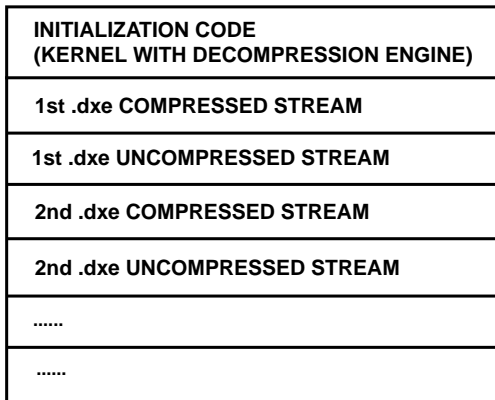 INITIALIZATION CODE
(KERNEL WITH DECOMPRESSION ENGINE)
1st .dxe COMPRESSED STREAM
1st .dxe UNCOMPRESSED STREAM
2nd .dxe COMPRESSED STREAM
2nd .dxe UNCOMPRESSED STREAM
......
......